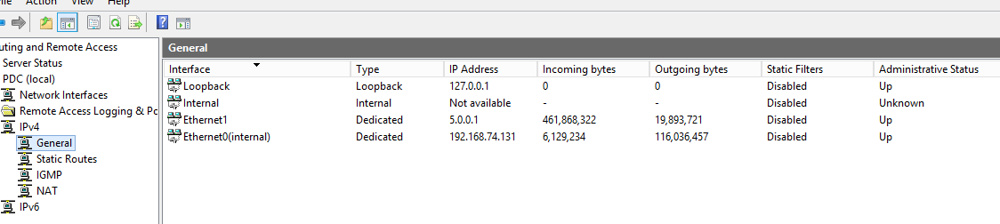 File Action View Help
uting and Remote Access
Server Status
PDC (local)
Network Interfaces
Remote Access Logging & Po
IPv4
General
Static Routes
IGMP
NAT
IPv6
General
Interface Type IP Address Incoming bytes Outgoing bytes Static Filters Administrative Status
Loopback Loopback 127.0.0.1 0 0 Disabled Up
Internal Internal Not available - - Disabled Unknown
Ethernet1 Dedicated 5.0.0.1 461,868,322 19,893,721 Disabled Up
Ethernet0(internal) Dedicated 192.168.74.131 6,129,234 116,036,457 Disabled Up